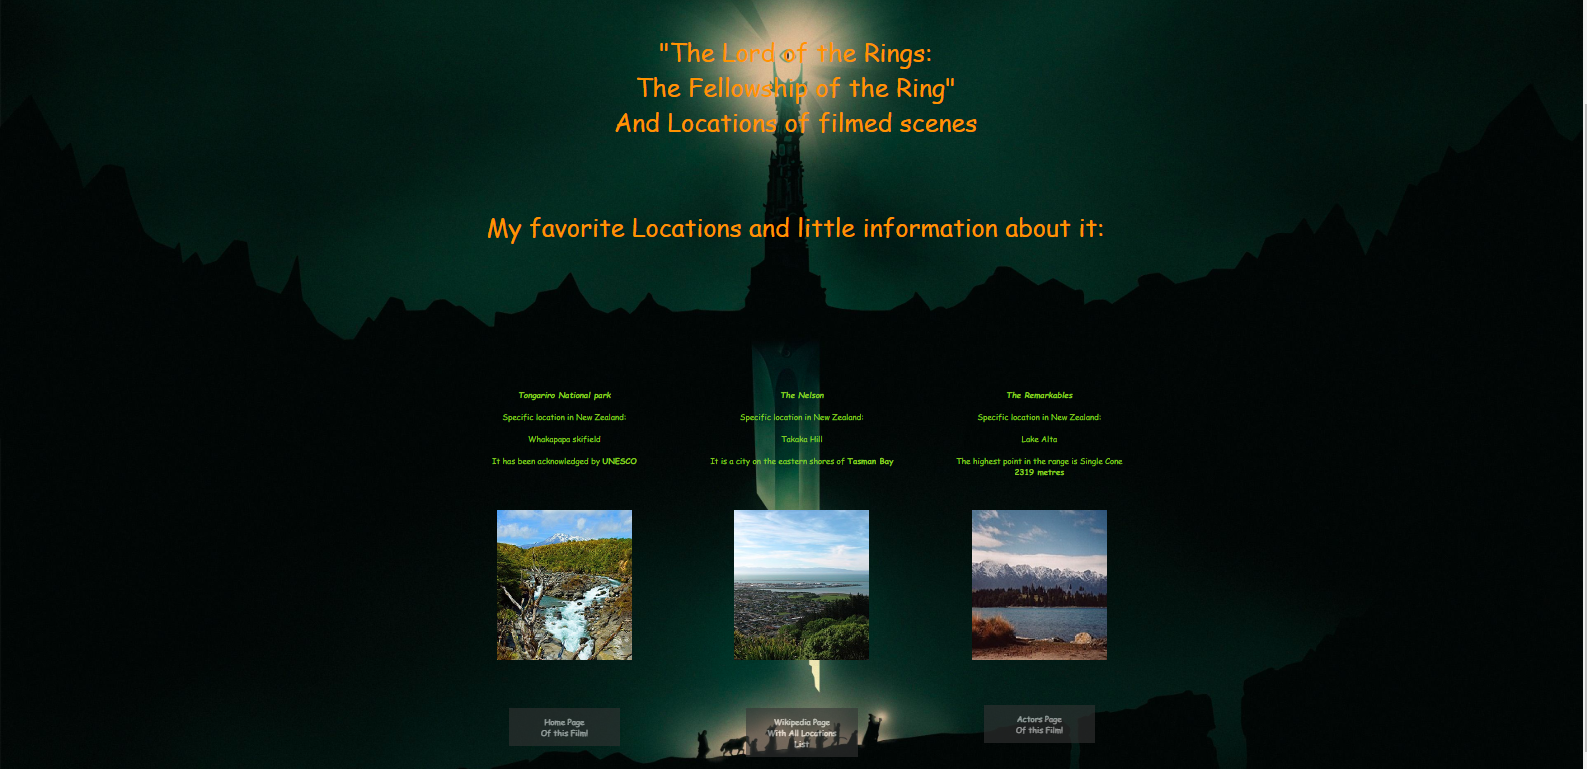 "The Lord of the Rings:
The Fellowship of the Ring"
And Locations of filmed scenes
My favorite Locations and little information about it:
Tongariro National park
Specific location in New Zealand:
Whakapapa skifield
It has been acknowledged by UNESCO
The Nelson
Specific location in New Zealand:
Takaka Hill
It is a city on the eastern shores of Tasman Bay
The Remarkables
Specific location in New Zealand:
Lake Alta
The highest point in the range is Single Cone
2319 metres
Home Page
Of this Film!
Wikipedia Page
With All Locations
List
Actors Page
Of this Film!